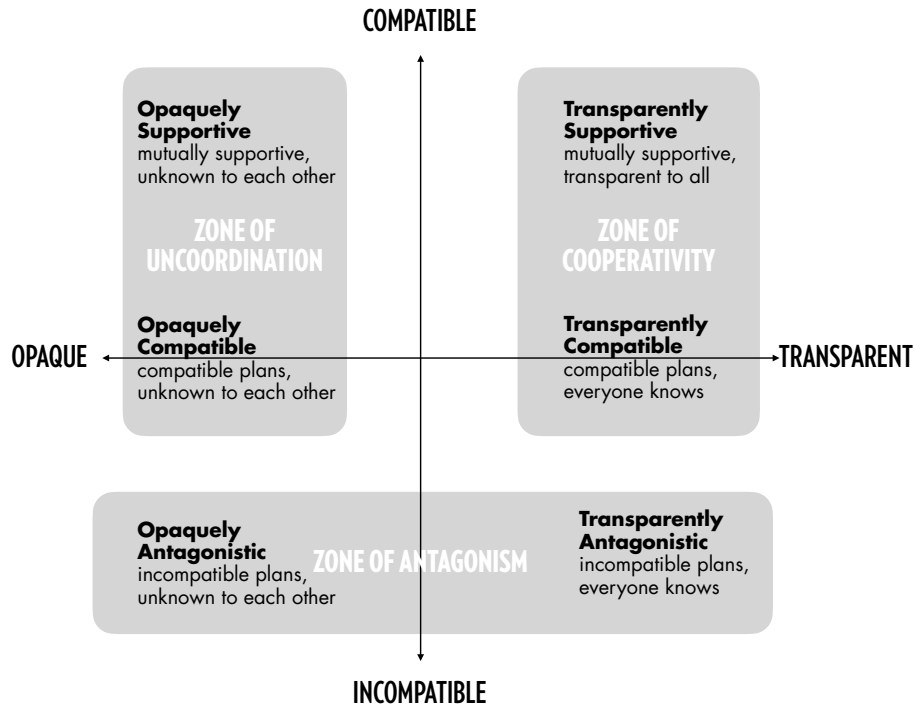 COMPATIBLE
Opaquely
Supportive
mutually supportive,
unknown to each other
Transparently
Supportive
mutually supportive,
transparent to all
ZONE OF
UNCOORDINATION
ZONE OF
COOPERATIVITY
OPAQUE
Opaquely
Compatible
compatible plans,
unknown to each other
Transparently
Compatible
compatible plans,
everyone knows
TRANSPARENT
Opaquely
Antagonistic
incompatible plans,
unknown to each other
ZONE OF ANTAGONISM
Transparently
Antagonistic
incompatible plans,
everyone knows
INCOMPATIBLE